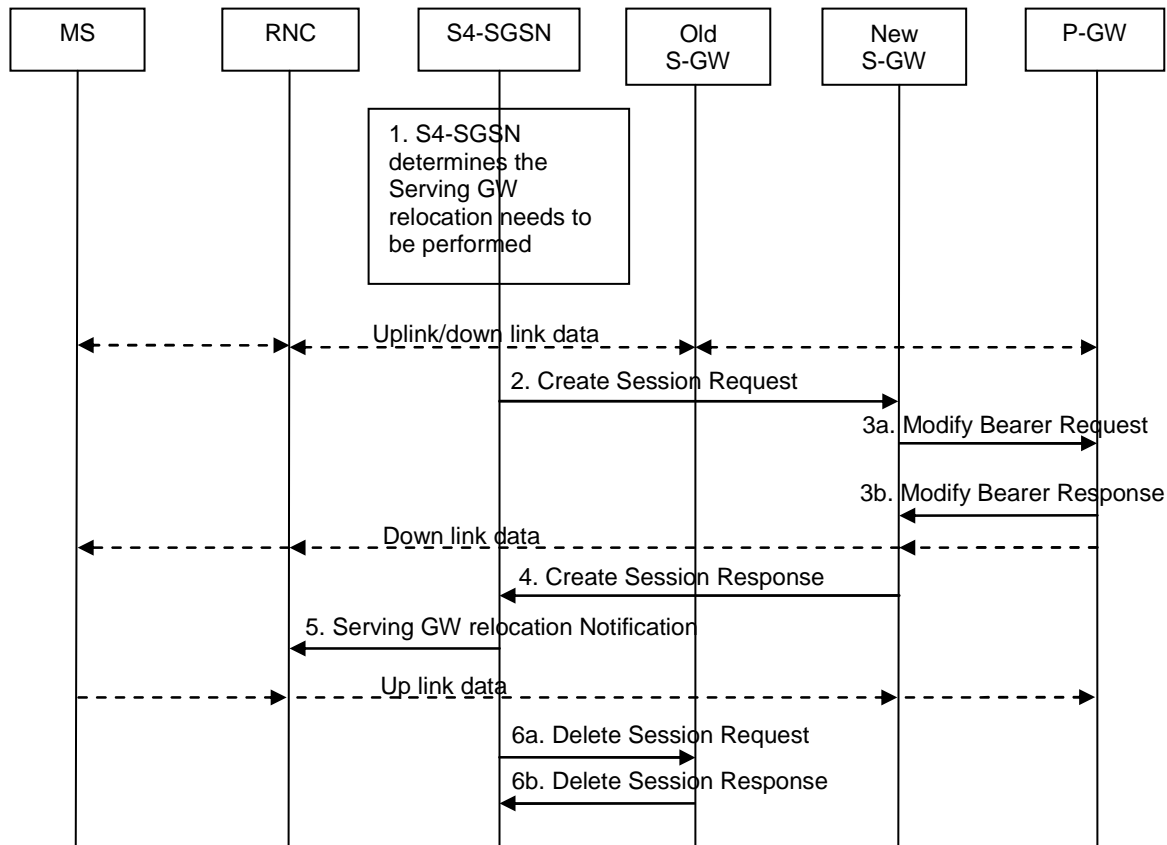 MS
RNC
S4-SGSN
Old
S-GW
New
S-GW
P-GW
1. S4-SGSN
determines the
Serving GW
relocation needs to
be performed
Uplink/down link data
2. Create Session Request
3a. Modify Bearer Request
3b. Modify Bearer Response
Down link data
4. Create Session Response
5. Serving GW relocation Notification
Up link data
6a. Delete Session Request
6b. Delete Session Response